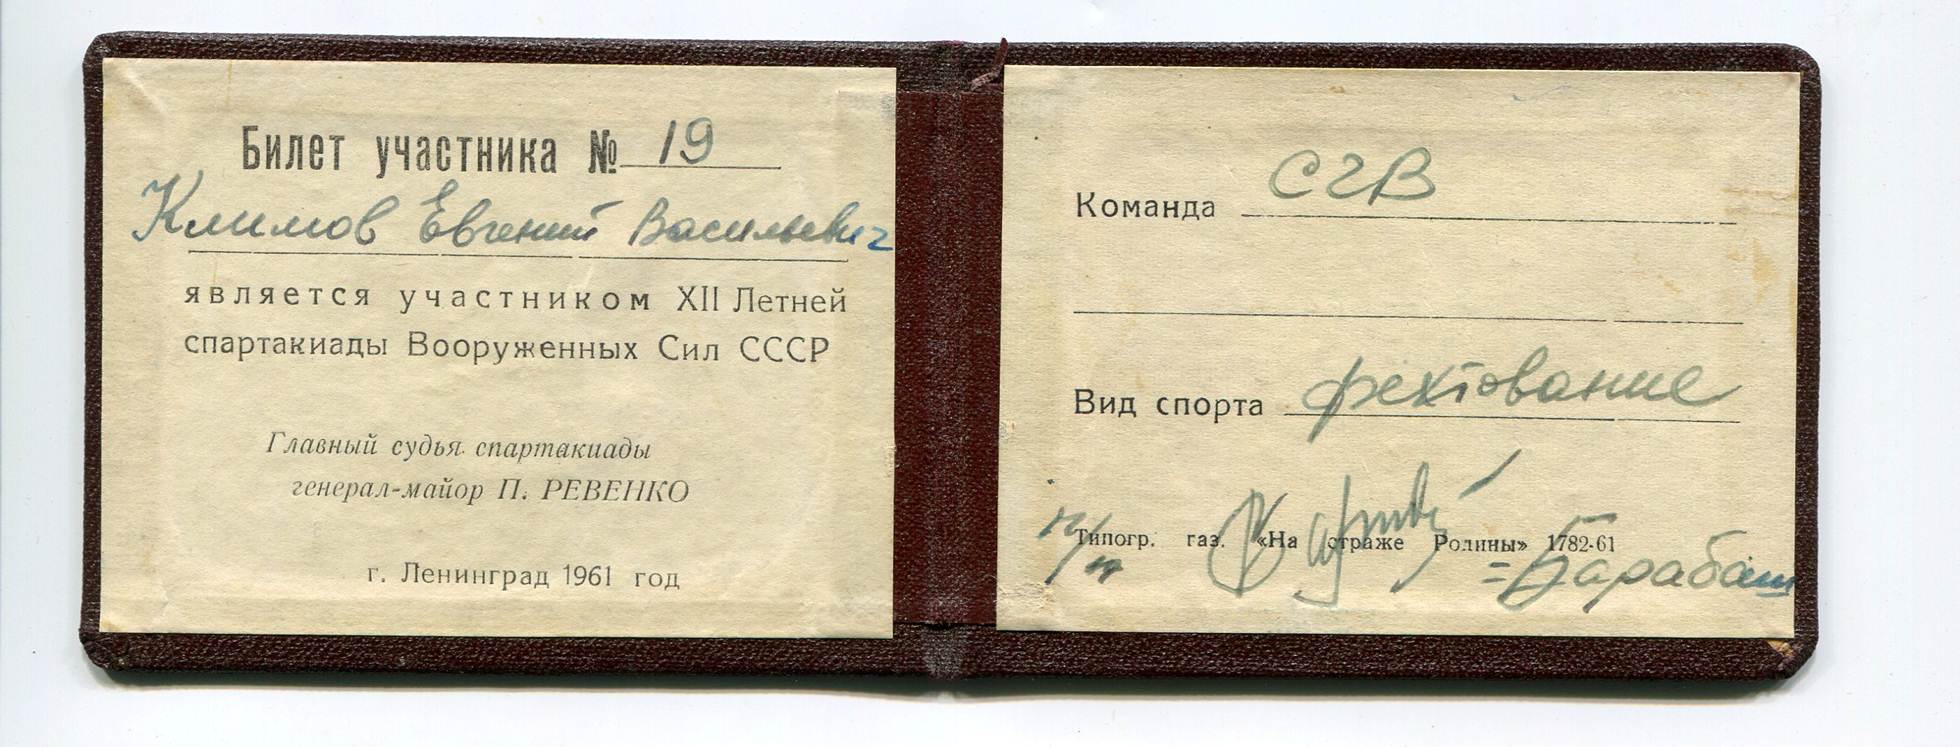 Билет участника № 19
Климов Евгений Васильевич
является участником XII Летней
спартакиады Вооруженных Сил СССР
Главный судья спартакиады
генерал-майор П. РЕВЕНКО
г. Ленинград 1961 год
Команда СГВ
Вид спорта фехтование
Типогр. газ. «На страже Родины» 1782-61
=Барабаш